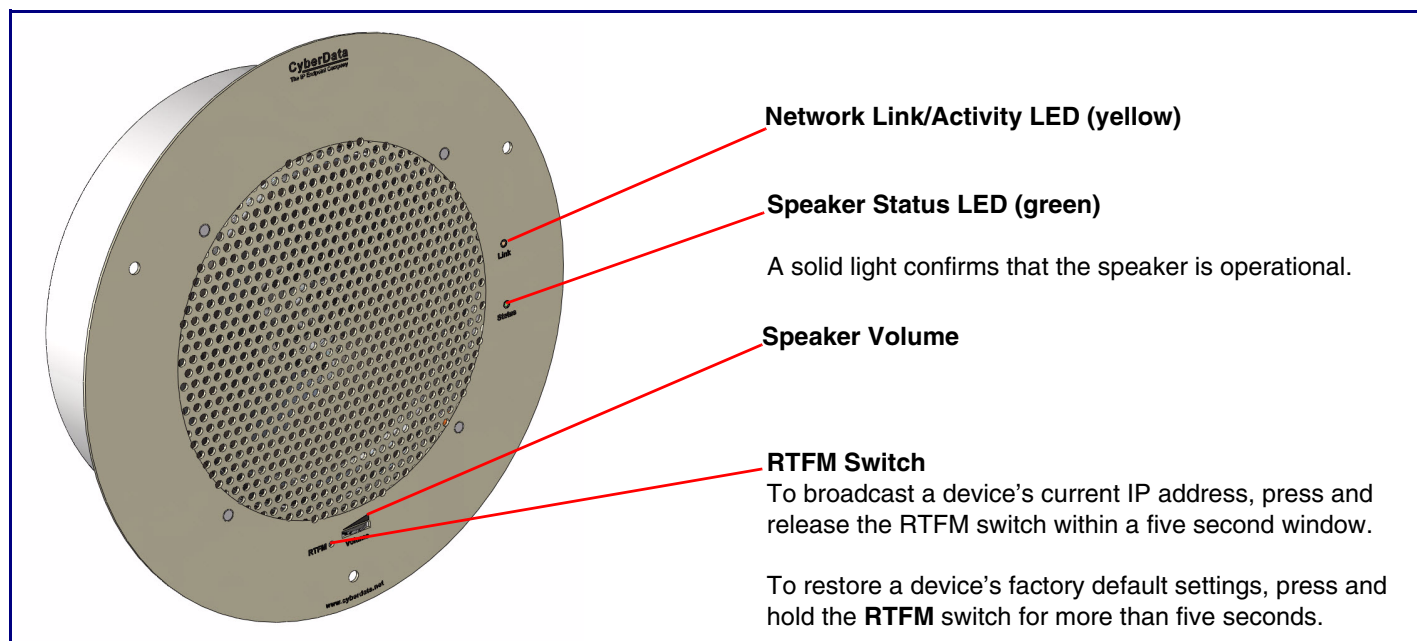 CyberData
The IP Endpoint Company
Network Link/Activity LED (yellow)
Link
Speaker Status LED (green)
A solid light confirms that the speaker is operational.
Status
Speaker Volume
RTFM Switch
To broadcast a device’s current IP address, press and
release the RTFM switch within a five second window.
To restore a device’s factory default settings, press and
hold the RTFM switch for more than five seconds.
Volume
RTFM
www.cyberdata.net